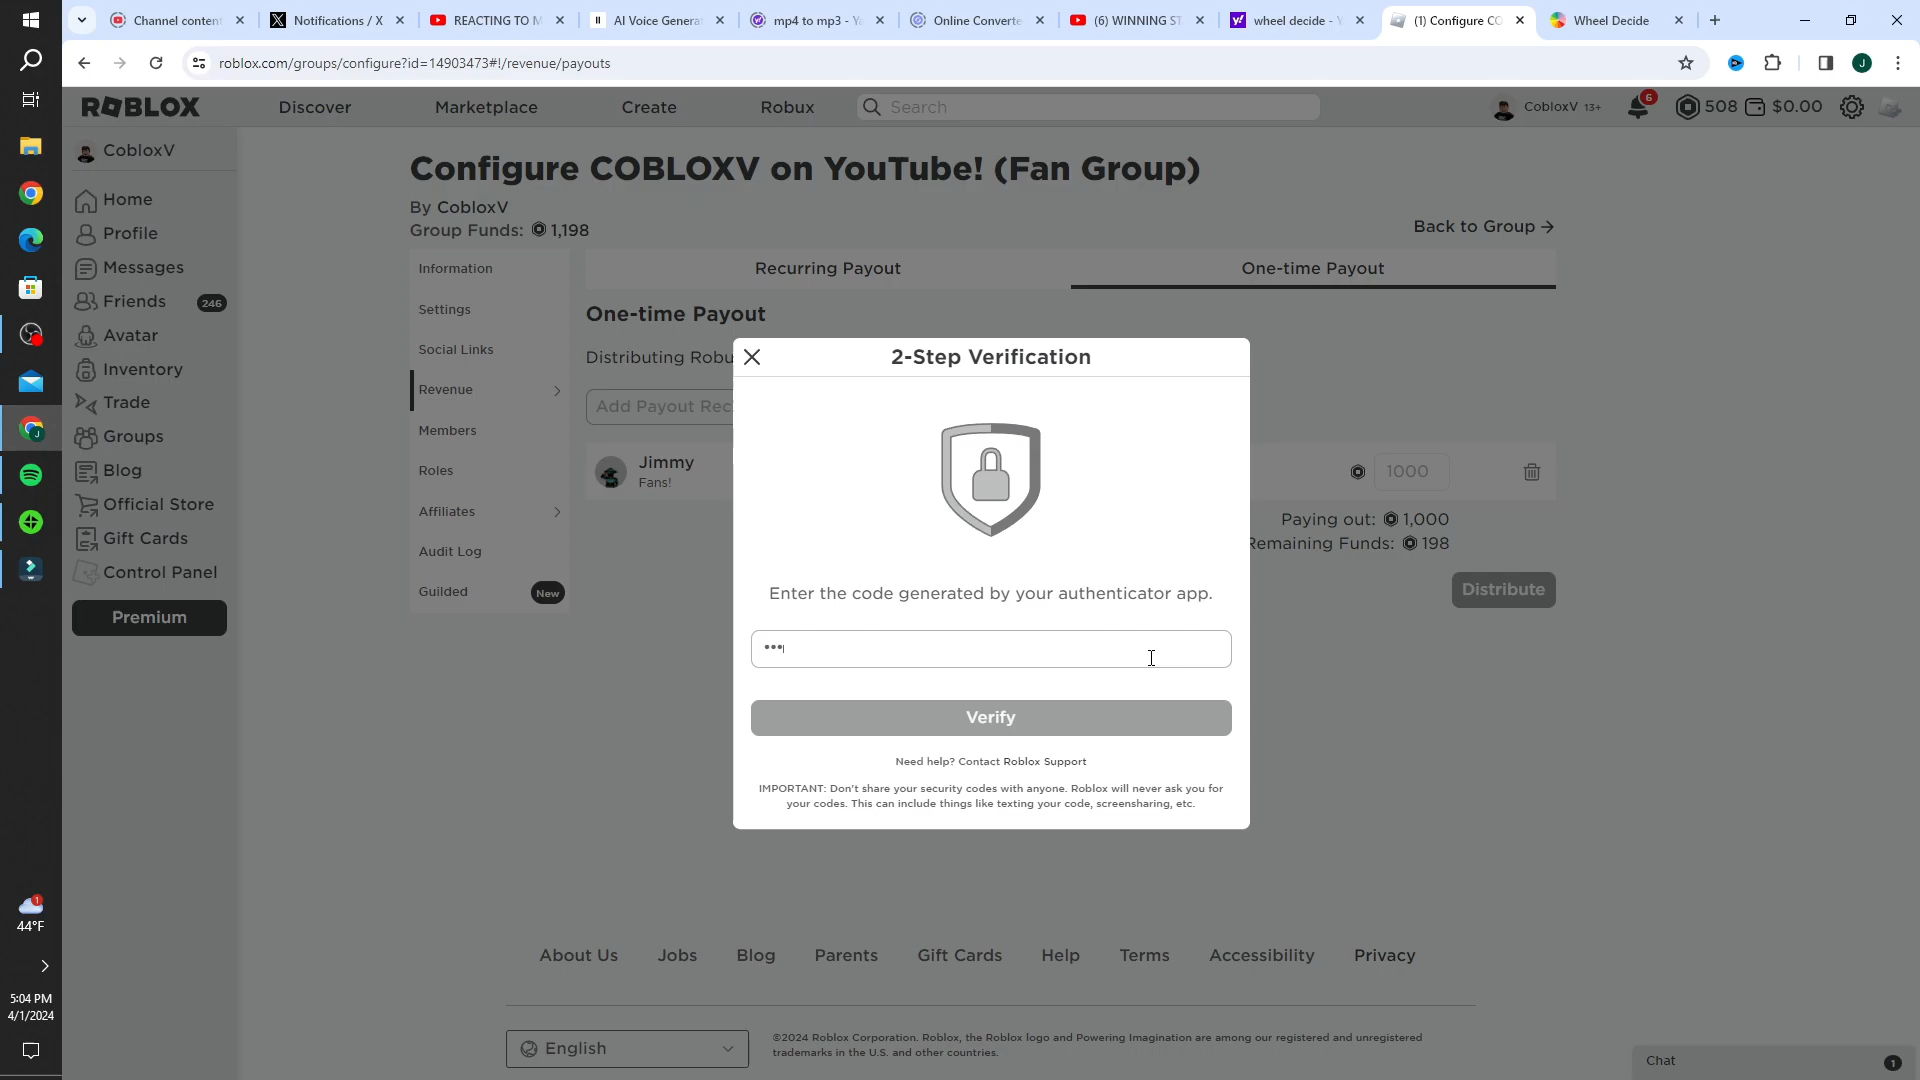 Channel content
Notifications / X
REACTING TO M
AI Voice Genera
mp4 to mp3 - Ya
Online Converte
(6) WINNING ST
wheel decide - Y
(1) Configure CO
Wheel Decide
roblox.com/groups/configure?id=14903473#!/revenue/payouts
J
ROBLOX
Discover
Marketplace
Create
Robux
Search
CobloxV 13+
6
508
$0.00
CobloxV
Home
Profile
Messages
Friends 246
Avatar
Inventory
Trade
Groups
Blog
Official Store
Gift Cards
Control Panel
Premium
Configure COBLOXV on YouTube! (Fan Group)
By CobloxV
Group Funds: 1,198
Back to Group
Information
Settings
Social Links
Revenue
Members
Roles
Affiliates
Audit Log
Guilded New
Recurring Payout
One-time Payout
One-time Payout
Distributing Robu
Add Payout Rec
Jimmy
Fans!
1000
Paying out: 1,000
Remaining Funds: 198
Distribute
2-Step Verification
Enter the code generated by your authenticator app.
•••
Verify
Need help? Contact Roblox Support
IMPORTANT: Don't share your security codes with anyone. Roblox will never ask you for
your codes. This can include things like texting your code, screensharing, etc.
About Us
Jobs
Blog
Parents
Gift Cards
Help
Terms
Accessibility
Privacy
English
©2024 Roblox Corporation. Roblox, the Roblox logo and Powering Imagination are among our registered and unregistered
trademarks in the U.S. and other countries.
Chat 1
J
1
44°F
5:04 PM
4/1/2024